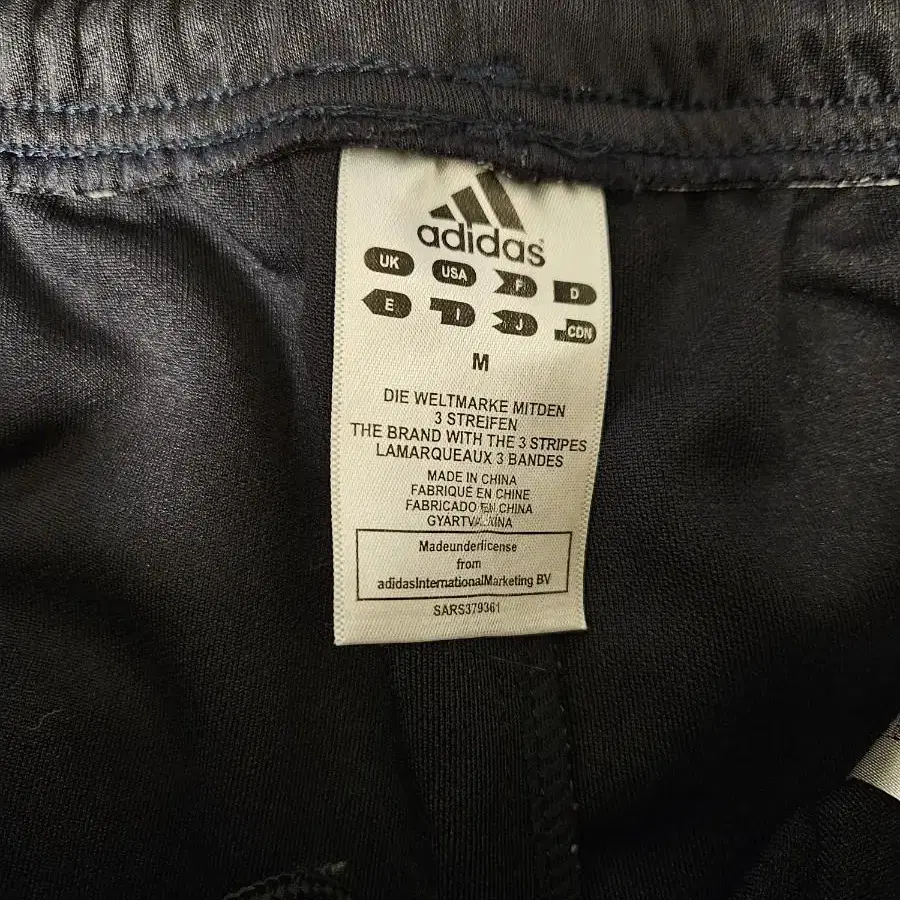 adidas
UK USA F D
E I J CDN
M
DIE WELTMARKE MITDEN
3 STREIFEN
THE BRAND WITH THE 3 STRIPES
LAMARQUEAUX 3 BANDES
MADE IN CHINA
FABRIQUÉ EN CHINE
FABRICADO EN CHINA
Madeunderlicense
from
adidasInternationalMarketing BV
SARS379361